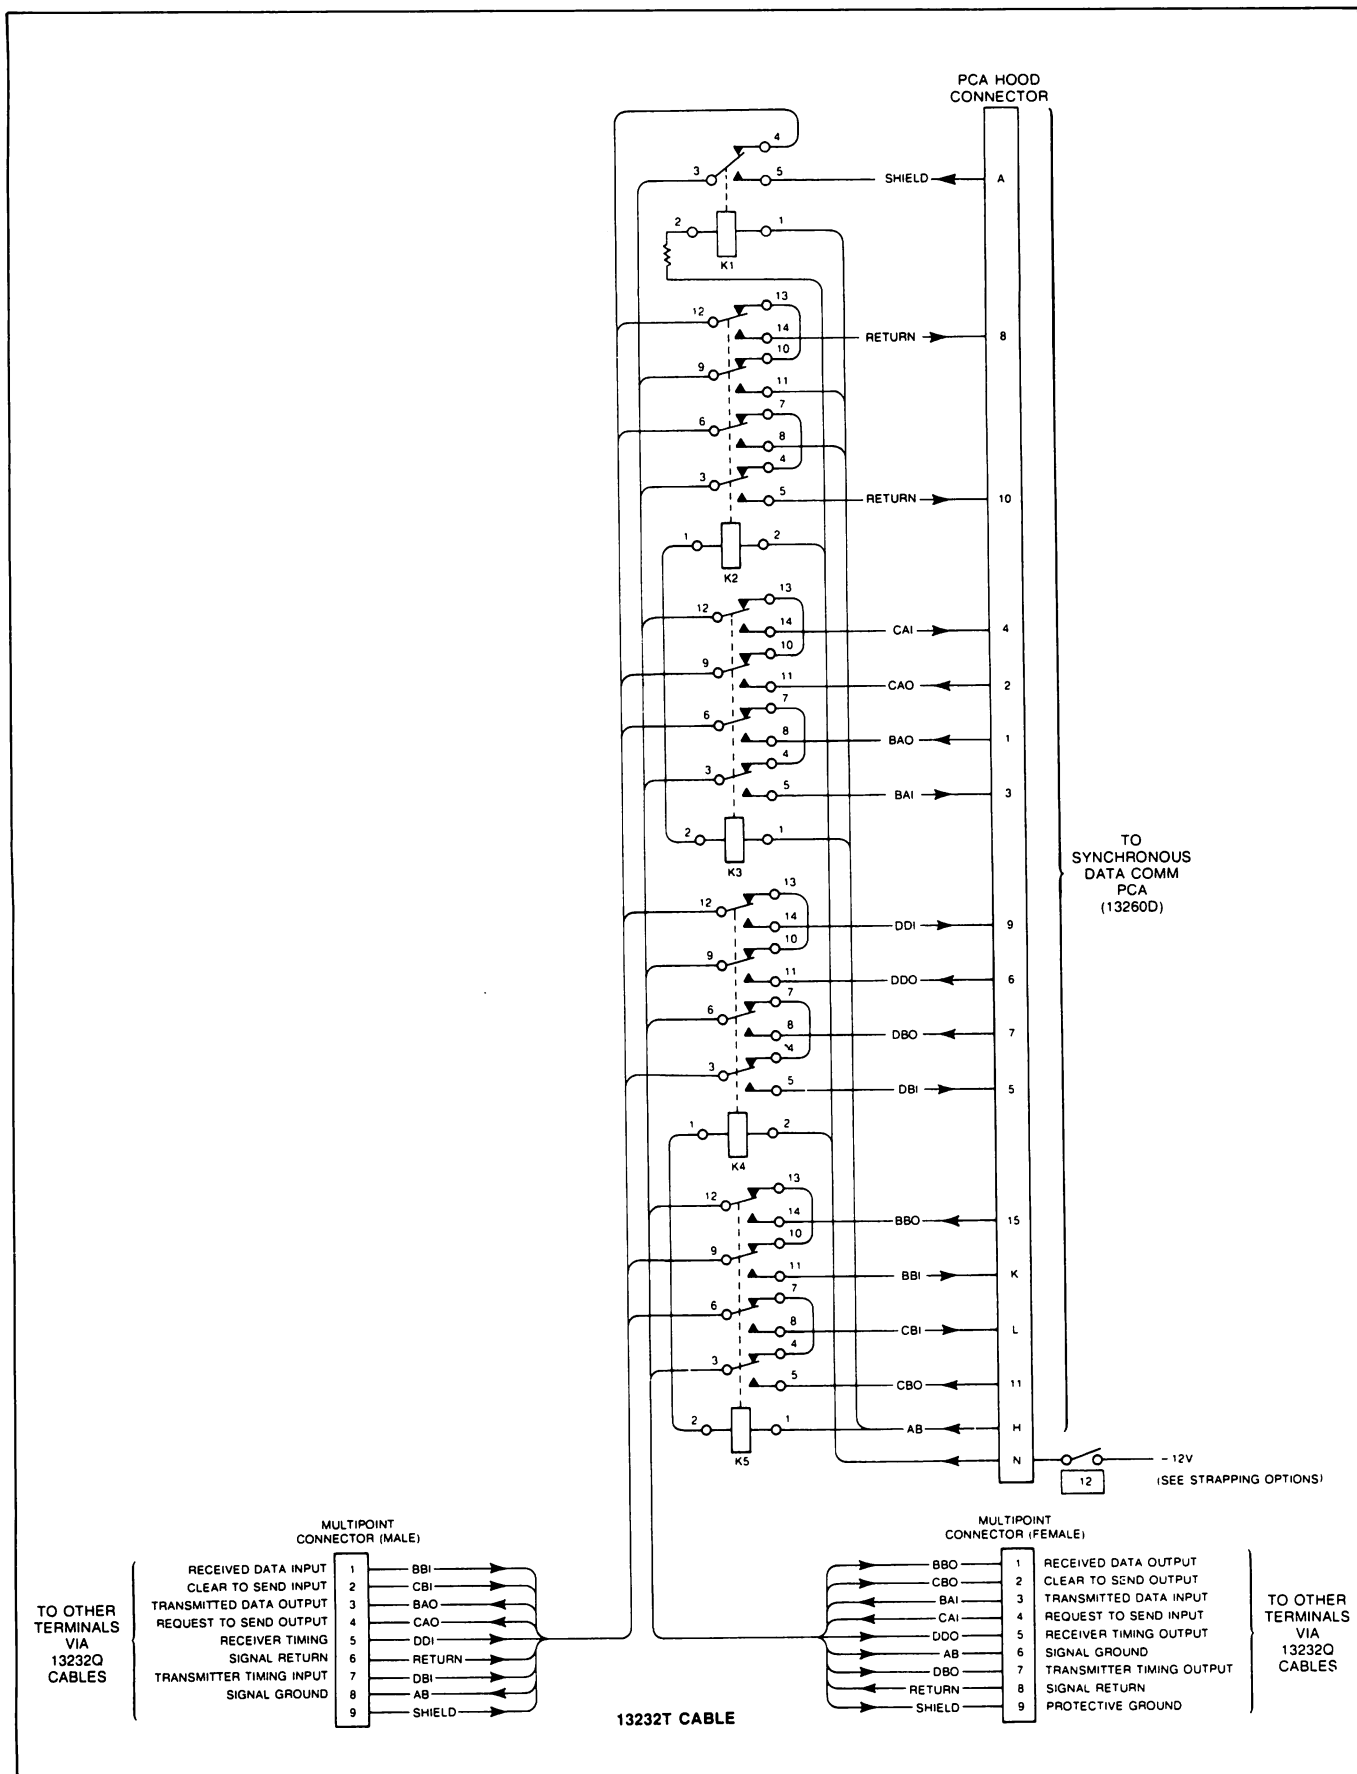 PCA HOOD
CONNECTOR
4
3
5
SHIELD
A
2
1
K1
13
12
14
RETURN
8
10
9
11
7
6
8
4
3
5
RETURN
10
1
2
K2
13
12
14
CAI
4
10
9
11
CAO
2
7
6
8
BAO
1
4
3
5
BAI
3
2
1
K3
TO
SYNCHRONOUS
DATA COMM
PCA
(13260D)
13
12
14
DDI
9
10
9
11
DDO
6
7
6
8
DBO
7
4
3
5
DBI
5
1
2
K4
13
12
14
BBO
15
10
9
11
BBI
K
7
6
8
CBI
L
4
3
5
CBO
11
2
1
AB
H
K5
N
- 12V
12
(SEE STRAPPING OPTIONS)
MULTIPOINT
CONNECTOR (MALE)
RECEIVED DATA INPUT 1 BBI
CLEAR TO SEND INPUT 2 CBI
TRANSMITTED DATA OUTPUT 3 BAO
REQUEST TO SEND OUTPUT 4 CAO
RECEIVER TIMING 5 DDI
SIGNAL RETURN 6 RETURN
TRANSMITTER TIMING INPUT 7 DBI
SIGNAL GROUND 8 AB
9 SHIELD
TO OTHER
TERMINALS
VIA
13232Q
CABLES
MULTIPOINT
CONNECTOR (FEMALE)
BBO 1 RECEIVED DATA OUTPUT
CBO 2 CLEAR TO SEND OUTPUT
BAI 3 TRANSMITTED DATA INPUT
CAI 4 REQUEST TO SEND INPUT
DDO 5 RECEIVER TIMING OUTPUT
AB 6 SIGNAL GROUND
DBO 7 TRANSMITTER TIMING OUTPUT
RETURN 8 SIGNAL RETURN
SHIELD 9 PROTECTIVE GROUND
TO OTHER
TERMINALS
VIA
13232Q
CABLES
13232T CABLE